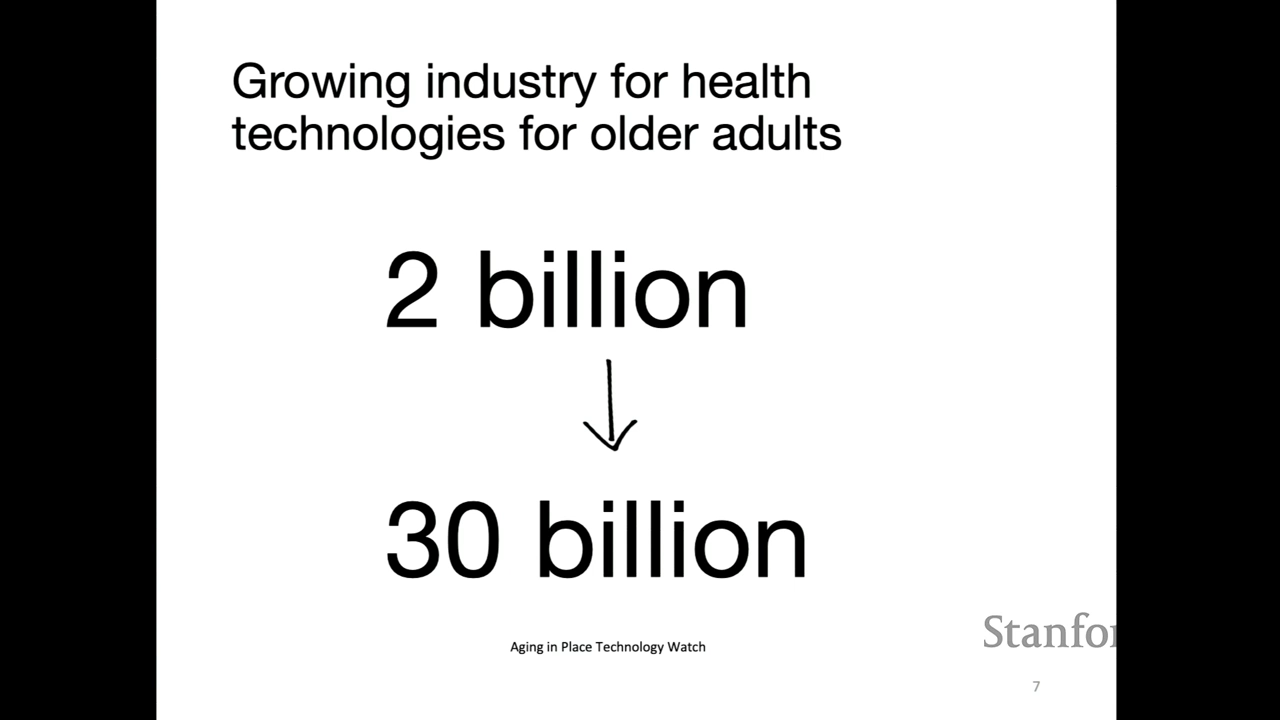 Growing industry for health
technologies for older adults
2 billion
30 billion
Aging in Place Technology Watch
Stanfor
7